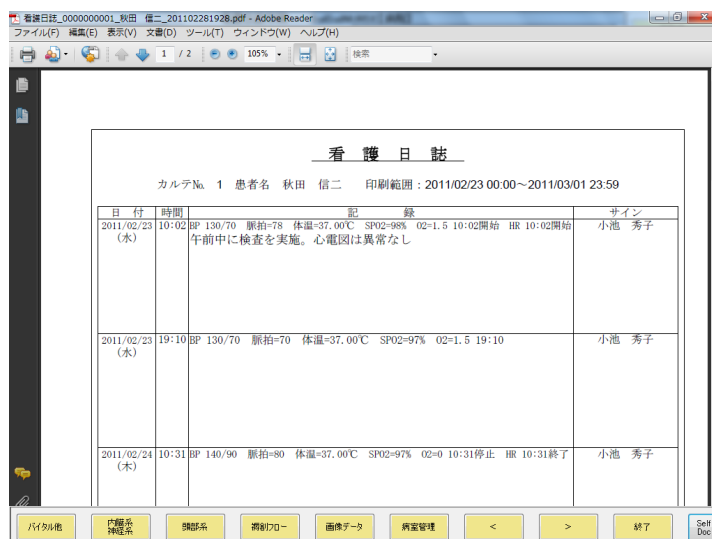 看護日誌_0000000001_秋田 信二_201102281928.pdf - Adobe Reader
ファイル(F) 編集(E) 表示(V) 文書(D) ツール(T) ウィンドウ(W) ヘルプ(H)
1 / 2 105% 検索
看 護 日 誌
カルテ№ 1 患者名 秋田 信二 印刷範囲：2011/02/23 00:00～2011/03/01 23:59
日 付 時間 記 録 サイン
2011/02/23 10:02 BP 130/70 脈拍=78 体温=37.00℃ SPO2=98% O2=1.5 10:02開始 HR 10:02開始 小池 秀子
(水) 午前中に検査を実施。心電図は異常なし
2011/02/23 19:10 BP 130/70 脈拍=70 体温=37.00℃ SPO2=97% O2=1.5 19:10 小池 秀子
(水)
2011/02/24 10:31 BP 140/90 脈拍=80 体温=37.00℃ SPO2=97% O2=0 10:31停止 HR 10:31終了 小池 秀子
(木)
バイタル他 内臓系 神経系 頭部系 褥創フロー 画像データ 病室管理 < > 終了 Self Doc